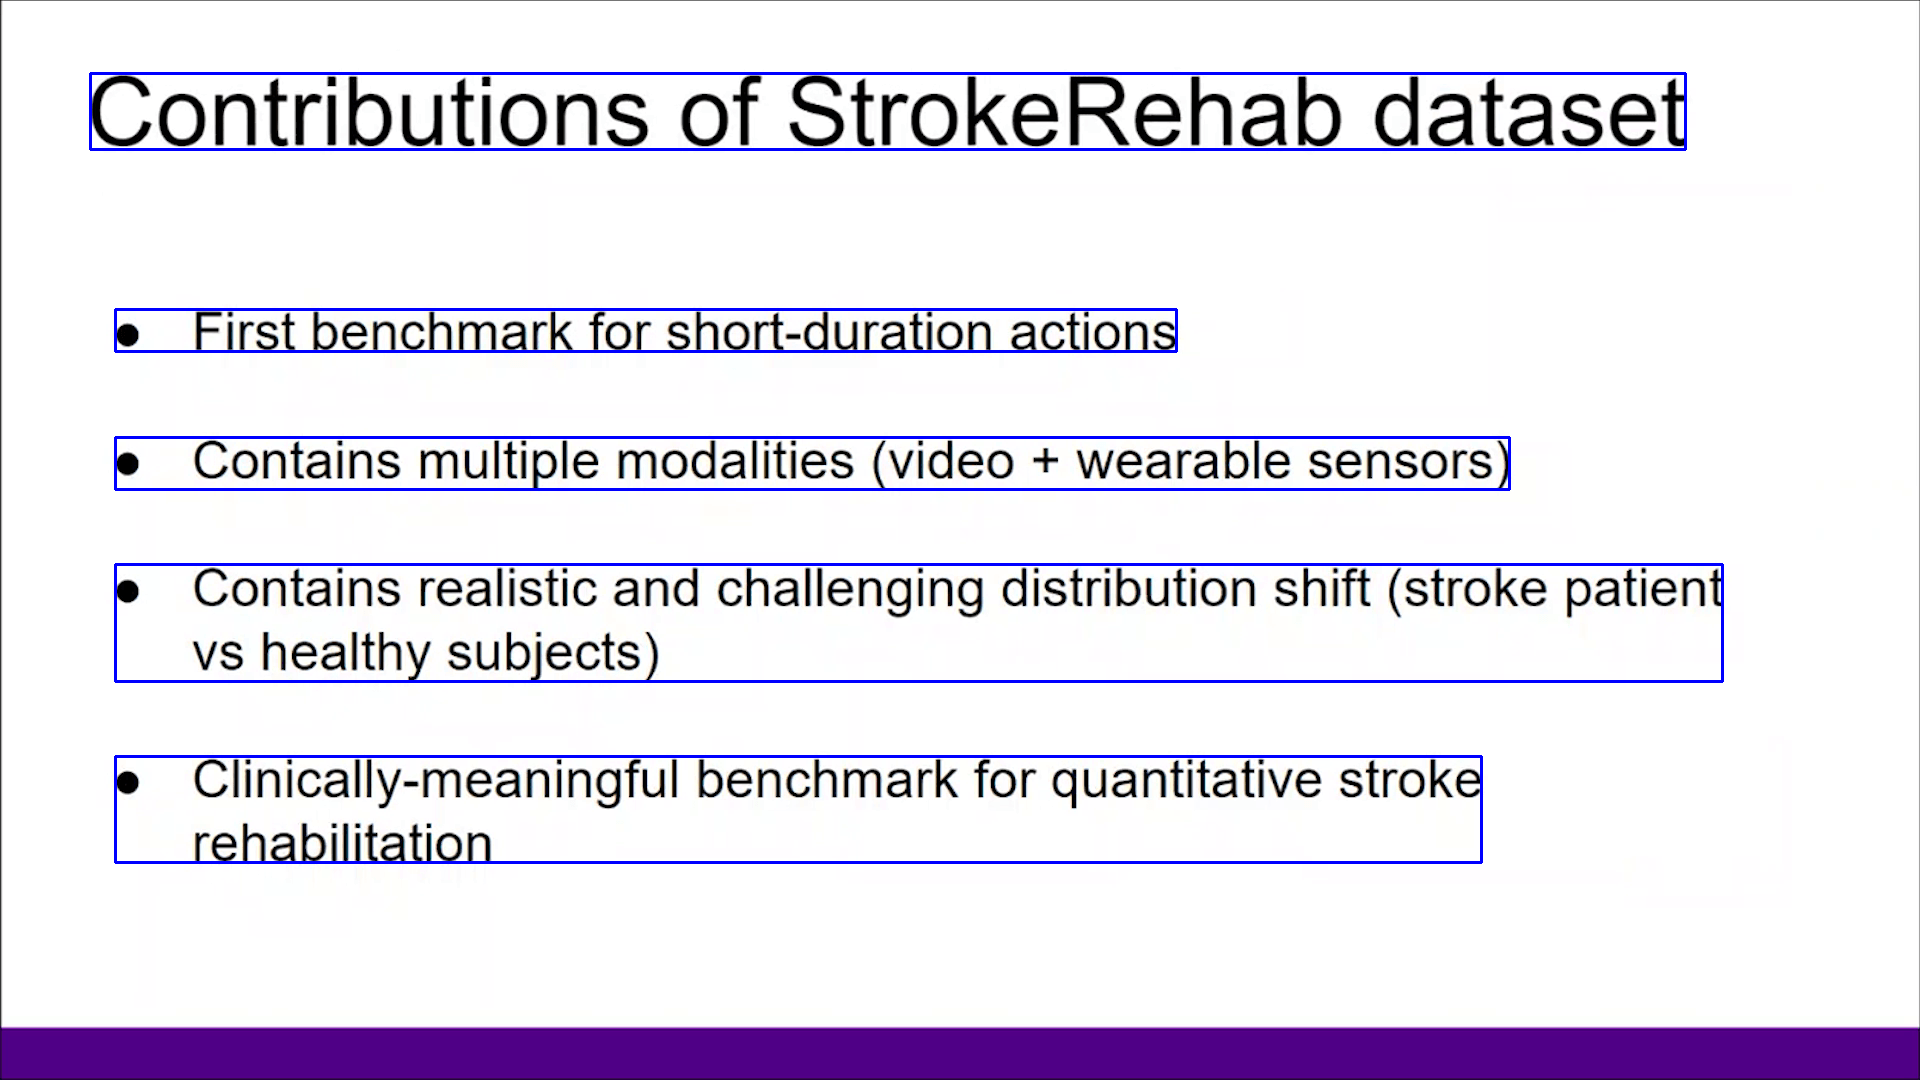 Contributions of StrokeRehab dataset
● First benchmark for short-duration actions
● Contains multiple modalities (video + wearable sensors)
● Contains realistic and challenging distribution shift (stroke patient
vs healthy subjects)
● Clinically-meaningful benchmark for quantitative stroke
rehabilitation